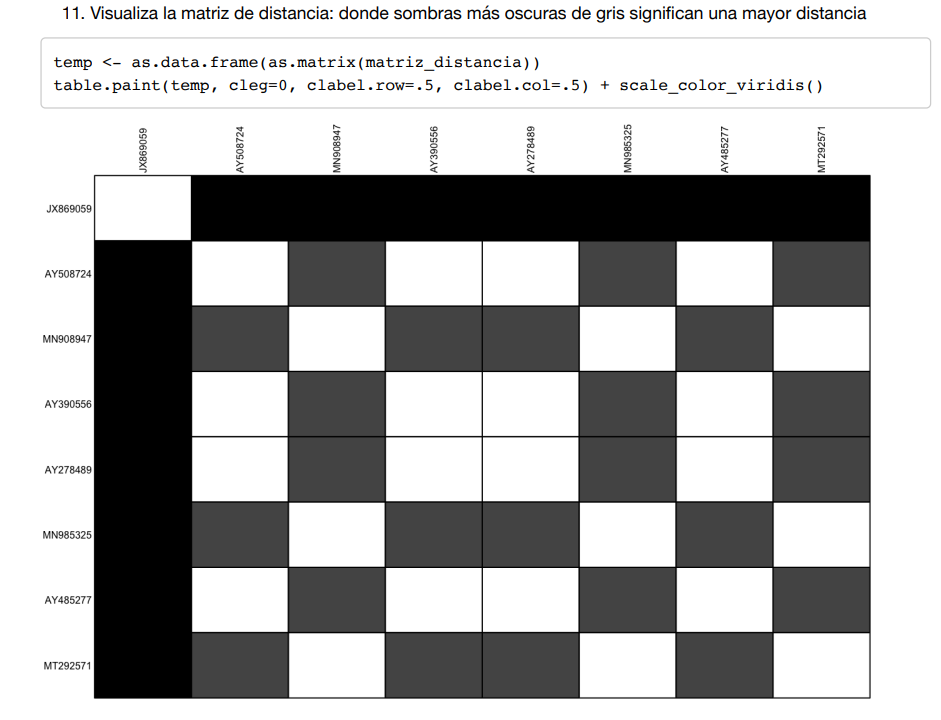 11. Visualiza la matriz de distancia: donde sombras más oscuras de gris significan una mayor distancia
temp <- as.data.frame(as.matrix(matriz_distancia))
table.paint(temp, cleg=0, clabel.row=.5, clabel.col=.5) + scale_color_viridis()
JX869059
AY508724
MN908947
AY390556
AY278489
MN985325
AY485277
MT292571
JX869059
AY508724
MN908947
AY390556
AY278489
MN985325
AY485277
MT292571